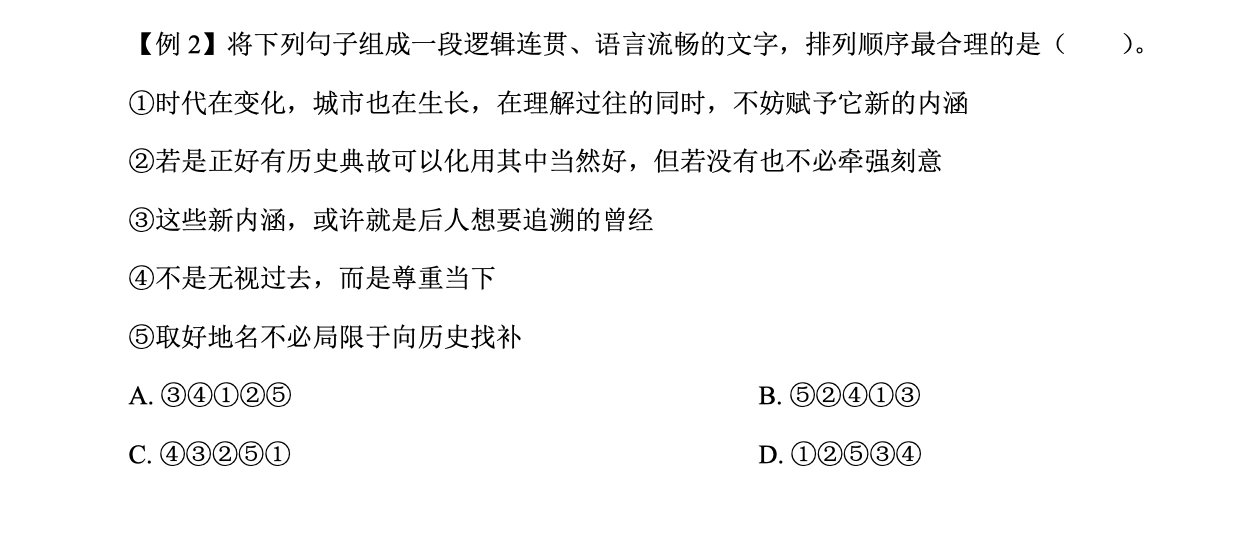 【例 2】将下列句子组成一段逻辑连贯、语言流畅的文字，排列顺序最合理的是（　　）。
①时代在变化，城市也在生长，在理解过往的同时，不妨赋予它新的内涵
②若是正好有历史典故可以化用其中当然好，但若没有也不必牵强刻意
③这些新内涵，或许就是后人想要追溯的曾经
④不是无视过去，而是尊重当下
⑤取好地名不必局限于向历史找补
A. ③④①②⑤ B. ⑤②④①③
C. ④③②⑤① D. ①②⑤③④